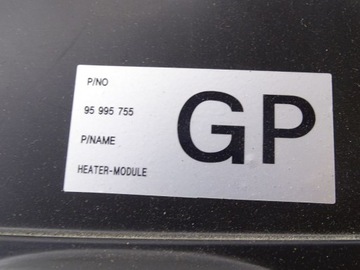 P/NO
95 995 755
GP
P/NAME
HEATER-MODULE